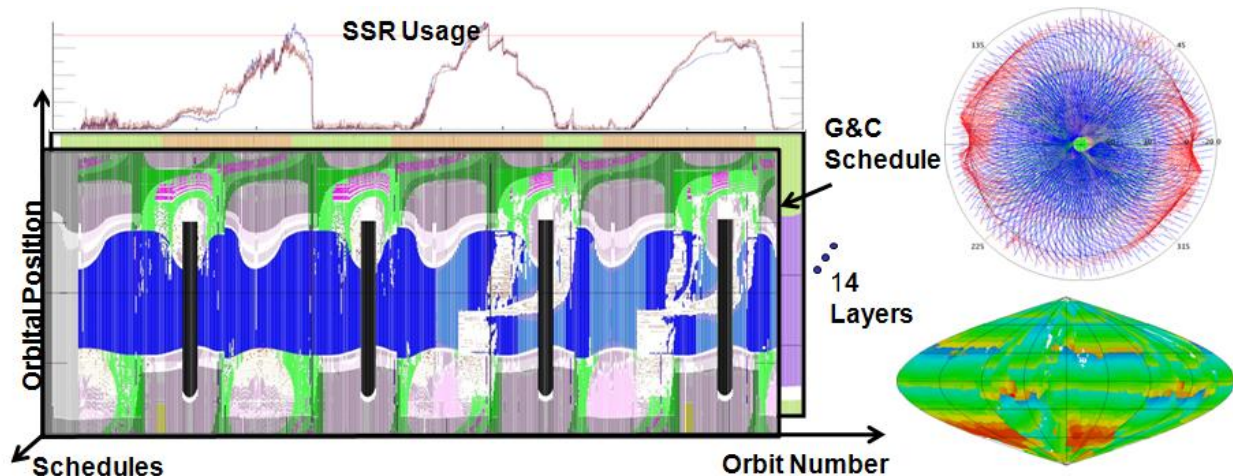 SSR Usage
Orbital Position
G&C
Schedule
14
Layers
Schedules
Orbit Number
135
45
225
315